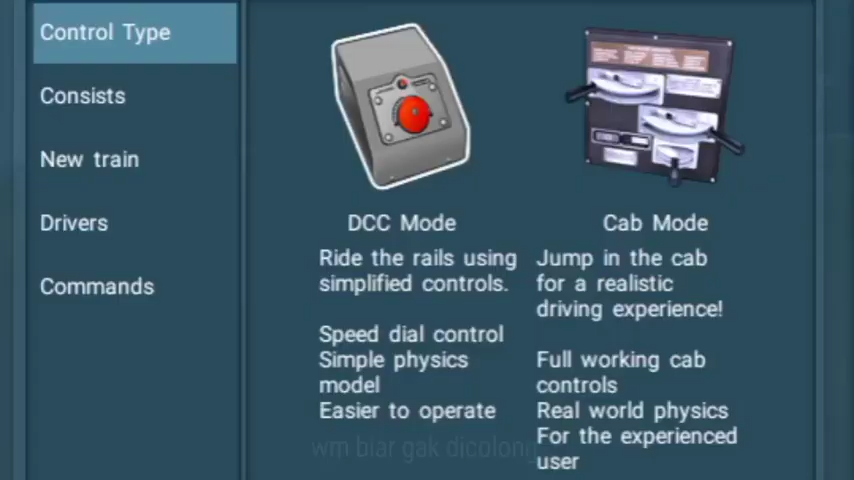 Control Type
Consists
New train
Drivers
Commands
DCC Mode
Ride the rails using
simplified controls.
Speed dial control
Simple physics
model
Easier to operate
Cab Mode
Jump in the cab
for a realistic
driving experience!
Full working cab
controls
Real world physics
For the experienced
user
wm biar gak dicolong